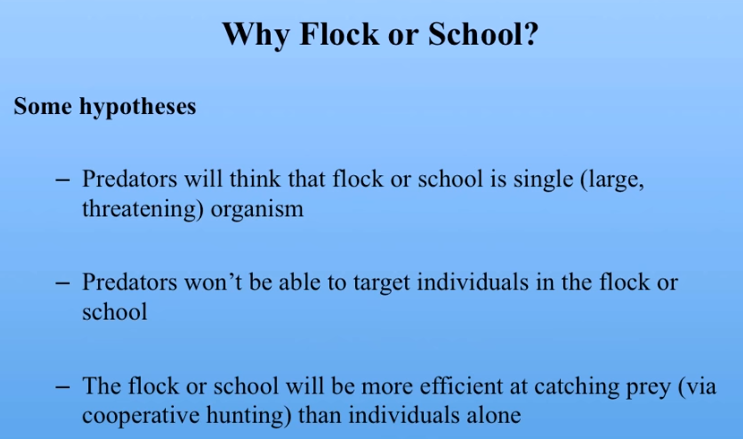 Why Flock or School?
Some hypotheses
– Predators will think that flock or school is single (large,
threatening) organism
– Predators won’t be able to target individuals in the flock or
school
– The flock or school will be more efficient at catching prey (via
cooperative hunting) than individuals alone